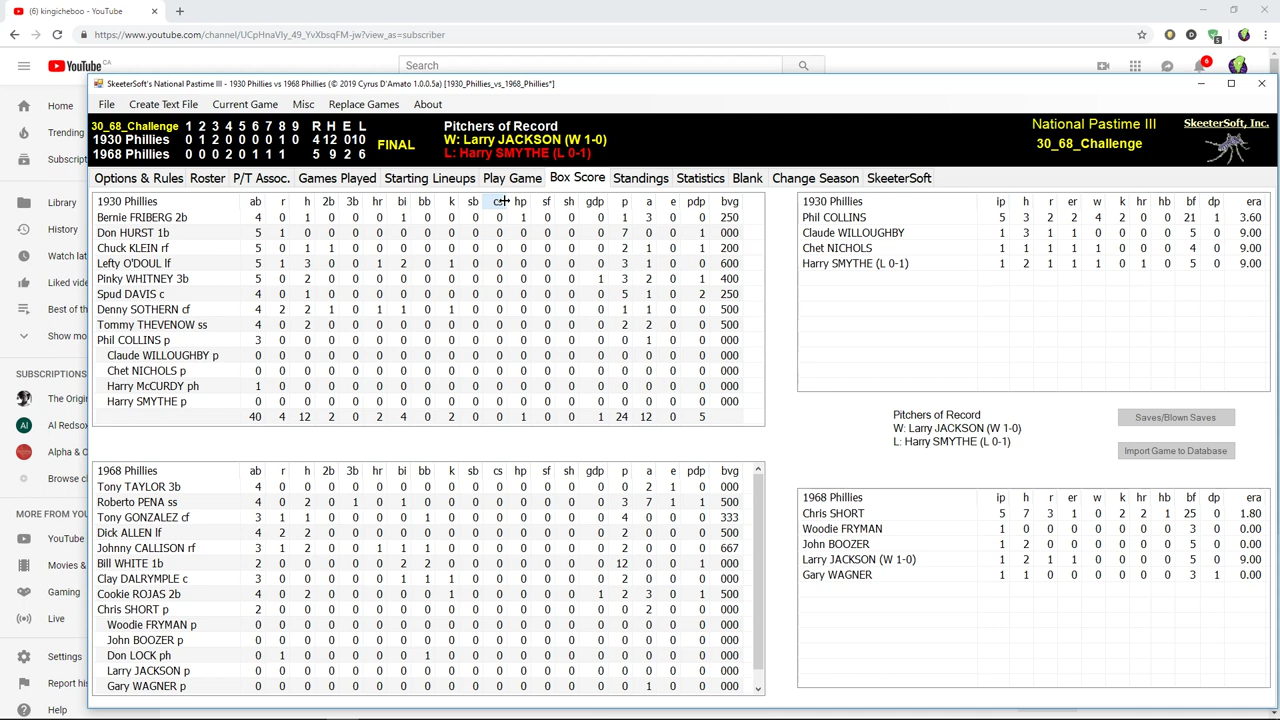 (6) kingicheboo - YouTube
https://www.youtube.com/channel/UCpHnaVIy_49_YvXbsqFM-jw?view_as=subscriber
YouTube CA
Search
6
SkeeterSoft's National Pastime III - 1930 Phillies vs 1968 Phillies (© 2019 Cyrus D'Amato 1.0.0.5a) [1930_Phillies_vs_1968_Phillies*]
File Create Text File Current Game Misc Replace Games About
30_68_Challenge 1 2 3 4 5 6 7 8 9 R H E L
1930 Phillies 0 1 2 0 0 0 0 1 0 4 12 0 10
1968 Phillies 0 0 0 2 0 1 1 1 5 9 2 6
FINAL
Pitchers of Record
W: Larry JACKSON (W 1-0)
L: Harry SMYTHE (L 0-1)
National Pastime III
30_68_Challenge
SkeeterSoft, Inc.
Options & Rules Roster P/T Assoc. Games Played Starting Lineups Play Game Box Score Standings Statistics Blank Change Season SkeeterSoft
1930 Phillies ab r h 2b 3b hr bi bb k sb cs hp sf sh gdp p a e pdp bvg
Bernie FRIBERG 2b 4 0 1 0 0 0 1 0 0 0 0 1 0 0 0 1 3 0 0 250
Don HURST 1b 5 1 0 0 0 0 0 0 0 0 0 0 0 0 0 7 0 0 1 000
Chuck KLEIN rf 5 0 1 1 0 0 0 0 0 0 0 0 0 0 0 2 1 0 1 200
Lefty O'DOUL lf 5 1 3 0 0 1 2 0 1 0 0 0 0 0 0 3 1 0 0 600
Pinky WHITNEY 3b 5 0 2 0 0 0 0 0 0 0 0 0 0 0 1 3 2 0 1 400
Spud DAVIS c 4 0 1 0 0 0 0 0 0 0 0 0 0 0 0 5 1 0 2 250
Denny SOTHERN cf 4 2 2 1 0 1 1 0 1 0 0 0 0 0 0 1 1 0 0 500
Tommy THEVENOW ss 4 0 2 0 0 0 0 0 0 0 0 0 0 0 0 2 2 0 0 500
Phil COLLINS p 3 0 0 0 0 0 0 0 0 0 0 0 0 0 0 0 1 0 0 000
Claude WILLOUGHBY p 0 0 0 0 0 0 0 0 0 0 0 0 0 0 0 0 0 0 0 000
Chet NICHOLS p 0 0 0 0 0 0 0 0 0 0 0 0 0 0 0 0 0 0 0 000
Harry McCURDY ph 1 0 0 0 0 0 0 0 0 0 0 0 0 0 0 0 0 0 0 000
Harry SMYTHE p 0 0 0 0 0 0 0 0 0 0 0 0 0 0 0 0 0 0 0 000
40 4 12 2 0 2 4 0 2 0 0 1 0 0 1 24 12 0 5
1930 Phillies ip h r er w k hr hb bf dp era
Phil COLLINS 5 3 2 2 4 2 0 0 21 1 3.60
Claude WILLOUGHBY 1 3 1 1 0 0 0 0 5 0 9.00
Chet NICHOLS 1 1 1 1 1 0 0 0 4 0 9.00
Harry SMYTHE (L 0-1) 1 2 1 1 1 0 1 0 5 0 9.00
Pitchers of Record
W: Larry JACKSON (W 1-0)
L: Harry SMYTHE (L 0-1)
Saves/Blown Saves
Import Game to Database
1968 Phillies ab r h 2b 3b hr bi bb k sb cs hp sf sh gdp p a e pdp bvg
Tony TAYLOR 3b 4 0 0 0 0 0 0 0 0 0 0 0 0 0 0 0 2 1 0 000
Roberto PENA ss 4 0 2 0 1 0 1 0 0 0 0 0 0 0 0 3 7 1 1 500
Tony GONZALEZ cf 3 1 1 0 0 0 0 1 0 0 0 0 0 0 0 4 0 0 0 333
Dick ALLEN lf 4 2 2 0 0 0 0 0 0 0 0 0 0 0 0 2 0 0 0 500
Johnny CALLISON rf 3 1 2 0 0 1 1 1 0 0 0 0 0 0 0 2 0 0 0 667
Bill WHITE 1b 2 0 0 0 0 0 2 2 0 0 0 0 0 0 0 12 0 0 1 000
Clay DALRYMPLE c 3 0 0 0 0 0 1 1 1 0 0 0 0 0 0 2 0 0 0 000
Cookie ROJAS 2b 4 0 2 0 0 0 0 0 1 0 0 0 0 0 1 2 3 0 1 500
Chris SHORT p 2 0 0 0 0 0 0 0 0 0 0 0 0 0 0 0 2 0 0 000
Woodie FRYMAN p 0 0 0 0 0 0 0 0 0 0 0 0 0 0 0 0 0 0 0 000
John BOOZER p 0 0 0 0 0 0 0 0 0 0 0 0 0 0 0 0 0 0 0 000
Don LOCK ph 0 1 0 0 0 0 0 1 0 0 0 0 0 0 0 0 0 0 0 000
Larry JACKSON p 0 0 0 0 0 0 0 0 0 0 0 0 0 0 0 0 0 0 0 000
Gary WAGNER p 0 0 0 0 0 0 0 0 0 0 0 0 0 0 0 0 1 0 0 000
1968 Phillies ip h r er w k hr hb bf dp era
Chris SHORT 5 7 3 1 0 2 2 1 25 0 1.80
Woodie FRYMAN 1 0 0 0 0 0 0 0 5 0 0.00
John BOOZER 1 2 0 0 0 0 0 0 5 0 0.00
Larry JACKSON (W 1-0) 1 2 1 1 0 0 0 0 5 0 9.00
Gary WAGNER 1 1 0 0 0 0 0 0 3 1 0.00
Home
Trending
Subscript
Library
History
Watch lat
Liked vide
Best of th
Show mo
SUBSCRIPTIONS
The Origi
Al Redsox
Alpha & O
Browse c
MORE FROM YOU
YouTube
Movies &
Gaming
Live
Settings
Report his
Help